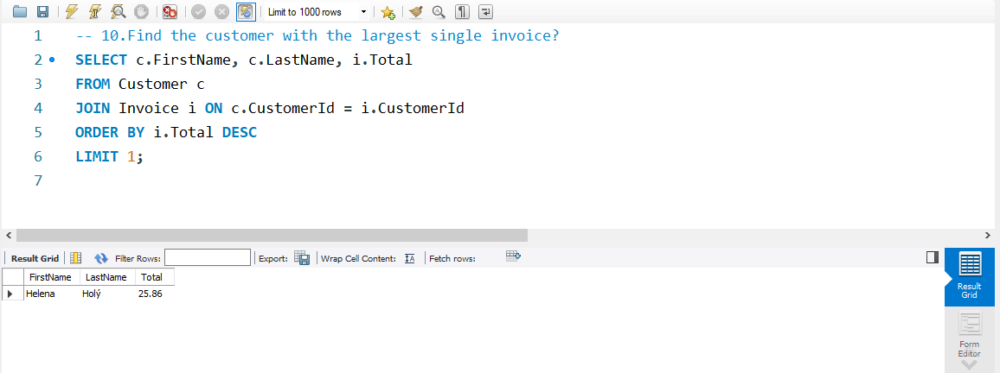 Limit to 1000 rows
1 -- 10.Find the customer with the largest single invoice?
2 SELECT c.FirstName, c.LastName, i.Total
3 FROM Customer c
4 JOIN Invoice i ON c.CustomerId = i.CustomerId
5 ORDER BY i.Total DESC
6 LIMIT 1;
7
Result Grid Filter Rows: Export: Wrap Cell Content: Fetch rows:
FirstName LastName Total
Helena Holý 25.86
Result
Grid
Form
Editor